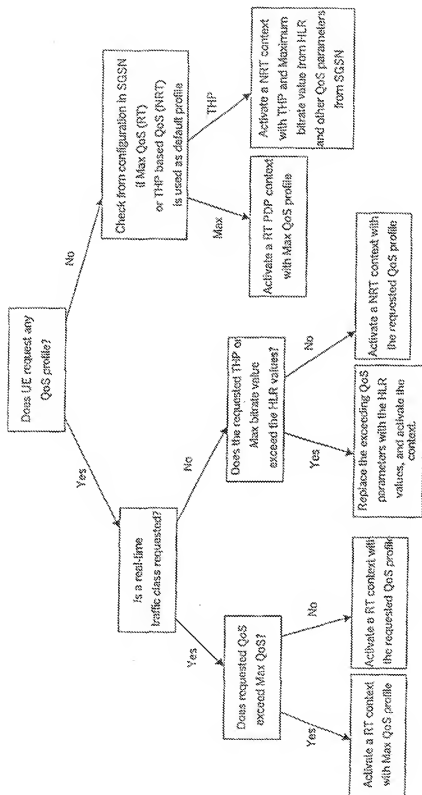 Does UE request any
QoS profile?
Yes
No
Is a real-time
traffic class requested?
Check from configuration in SGSN
if Max QoS (RT)
or THP based QoS (NRT)
is used as default profile
Yes
No
Max
THP
Does requested QoS
exceed Max QoS?
Does the requested THP or
Max bitrate value
exceed the HLR values?
Activate a RT PDP context
with Max QoS profile
Activate a NRT context
with THP and Maximum
bitrate value from HLR
and other QoS parameters
from SGSN
Yes
No
Yes
No
Activate a RT context
with Max QoS profile
Activate a RT context with
the requested QoS profile
Replace the exceeding QoS
parameters with the HLR
values, and activate the
context.
Activate a NRT context with
the requested QoS profile